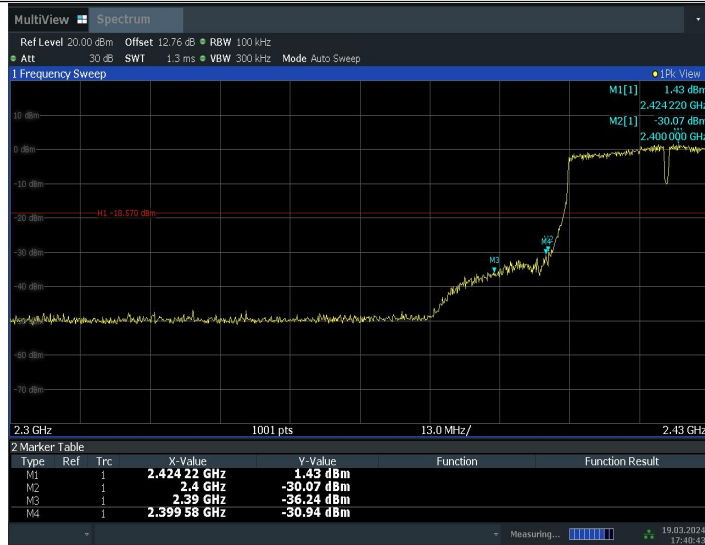 MultiView Spectrum
Ref Level 20.00 dBm Offset 12.76 dB RBW 100 kHz
Att 30 dB SWT 1.3 ms VBW 300 kHz Mode Auto Sweep
1 Frequency Sweep 1Pk View
M1[1] 1.43 dBm
2.424 220 GHz
M2[1] -30.07 dBm
2.400 000 GHz
M1
10 dBm
0 dBm
-10 dBm
H1 -18.570 dBm
-20 dBm
-30 dBm
M3
M4
-40 dBm
-60 dBm
-70 dBm
2.3 GHz 1001 pts 13.0 MHz/ 2.43 GHz
2 Marker Table
Type Ref Trc X-Value Y-Value Function Function Result
M1 1 2.424 22 GHz 1.43 dBm
M2 1 2.4 GHz -30.07 dBm
M3 1 2.39 GHz -36.24 dBm
M4 1 2.399 58 GHz -30.94 dBm
Measuring... 19.03.2024
17:40:43